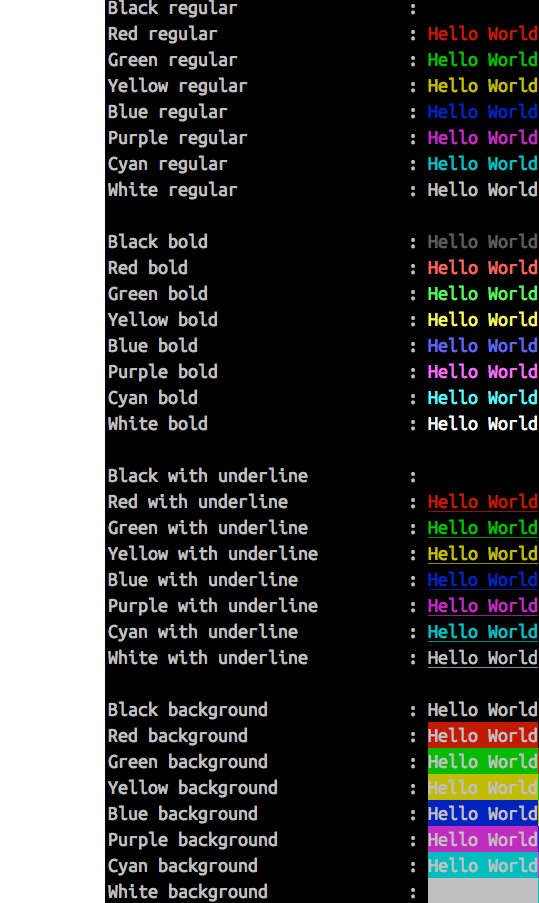 Black regular :
Red regular : Hello World
Green regular : Hello World
Yellow regular : Hello World
Blue regular : Hello World
Purple regular : Hello World
Cyan regular : Hello World
White regular : Hello World
Black bold : Hello World
Red bold : Hello World
Green bold : Hello World
Yellow bold : Hello World
Blue bold : Hello World
Purple bold : Hello World
Cyan bold : Hello World
White bold : Hello World
Black with underline :
Red with underline : Hello World
Green with underline : Hello World
Yellow with underline : Hello World
Blue with underline : Hello World
Purple with underline : Hello World
Cyan with underline : Hello World
White with underline : Hello World
Black background : Hello World
Red background : Hello World
Green background : Hello World
Yellow background : Hello World
Blue background : Hello World
Purple background : Hello World
Cyan background : Hello World
White background :